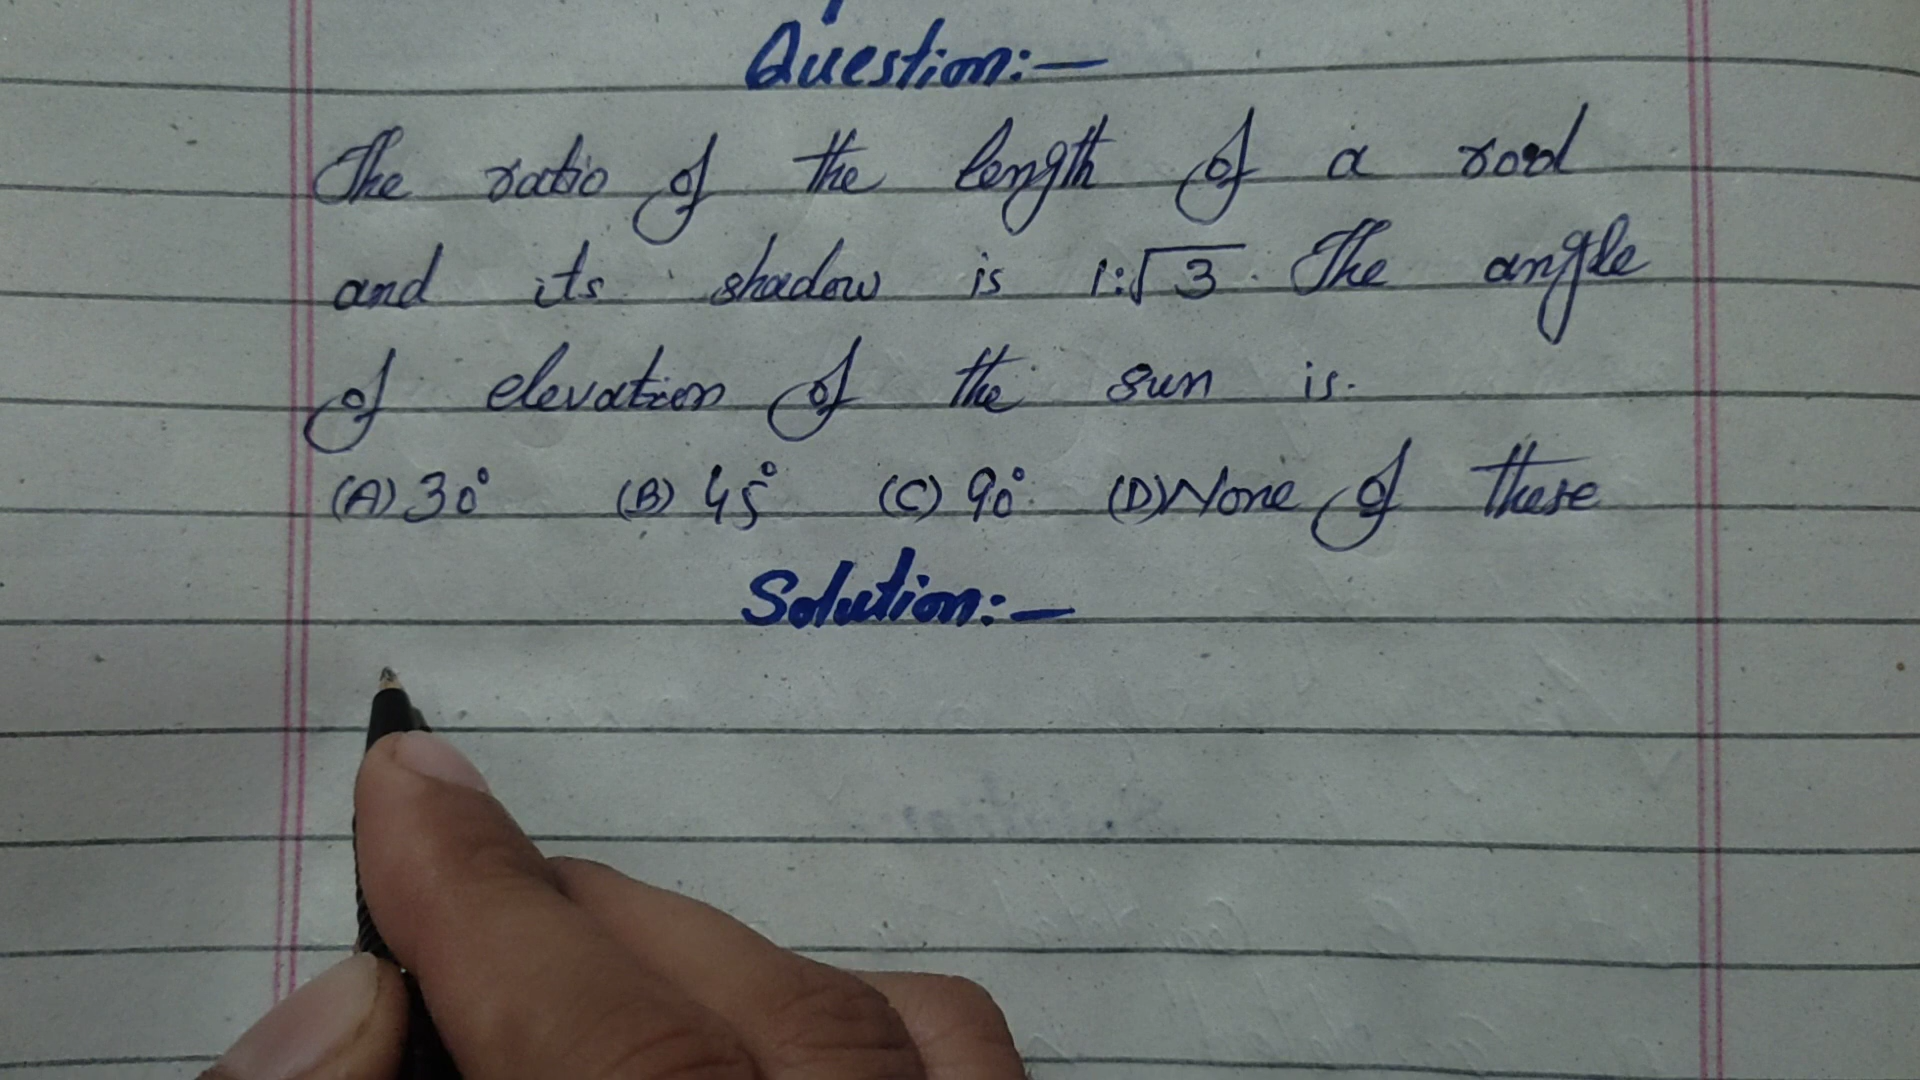 Question:-
The ratio of the length of a rod
and its shadow is 1:√3. The angle
of elevation of the sun is.
(A) 30° (B) 45° (C) 90° (D) None of these
Solution:-